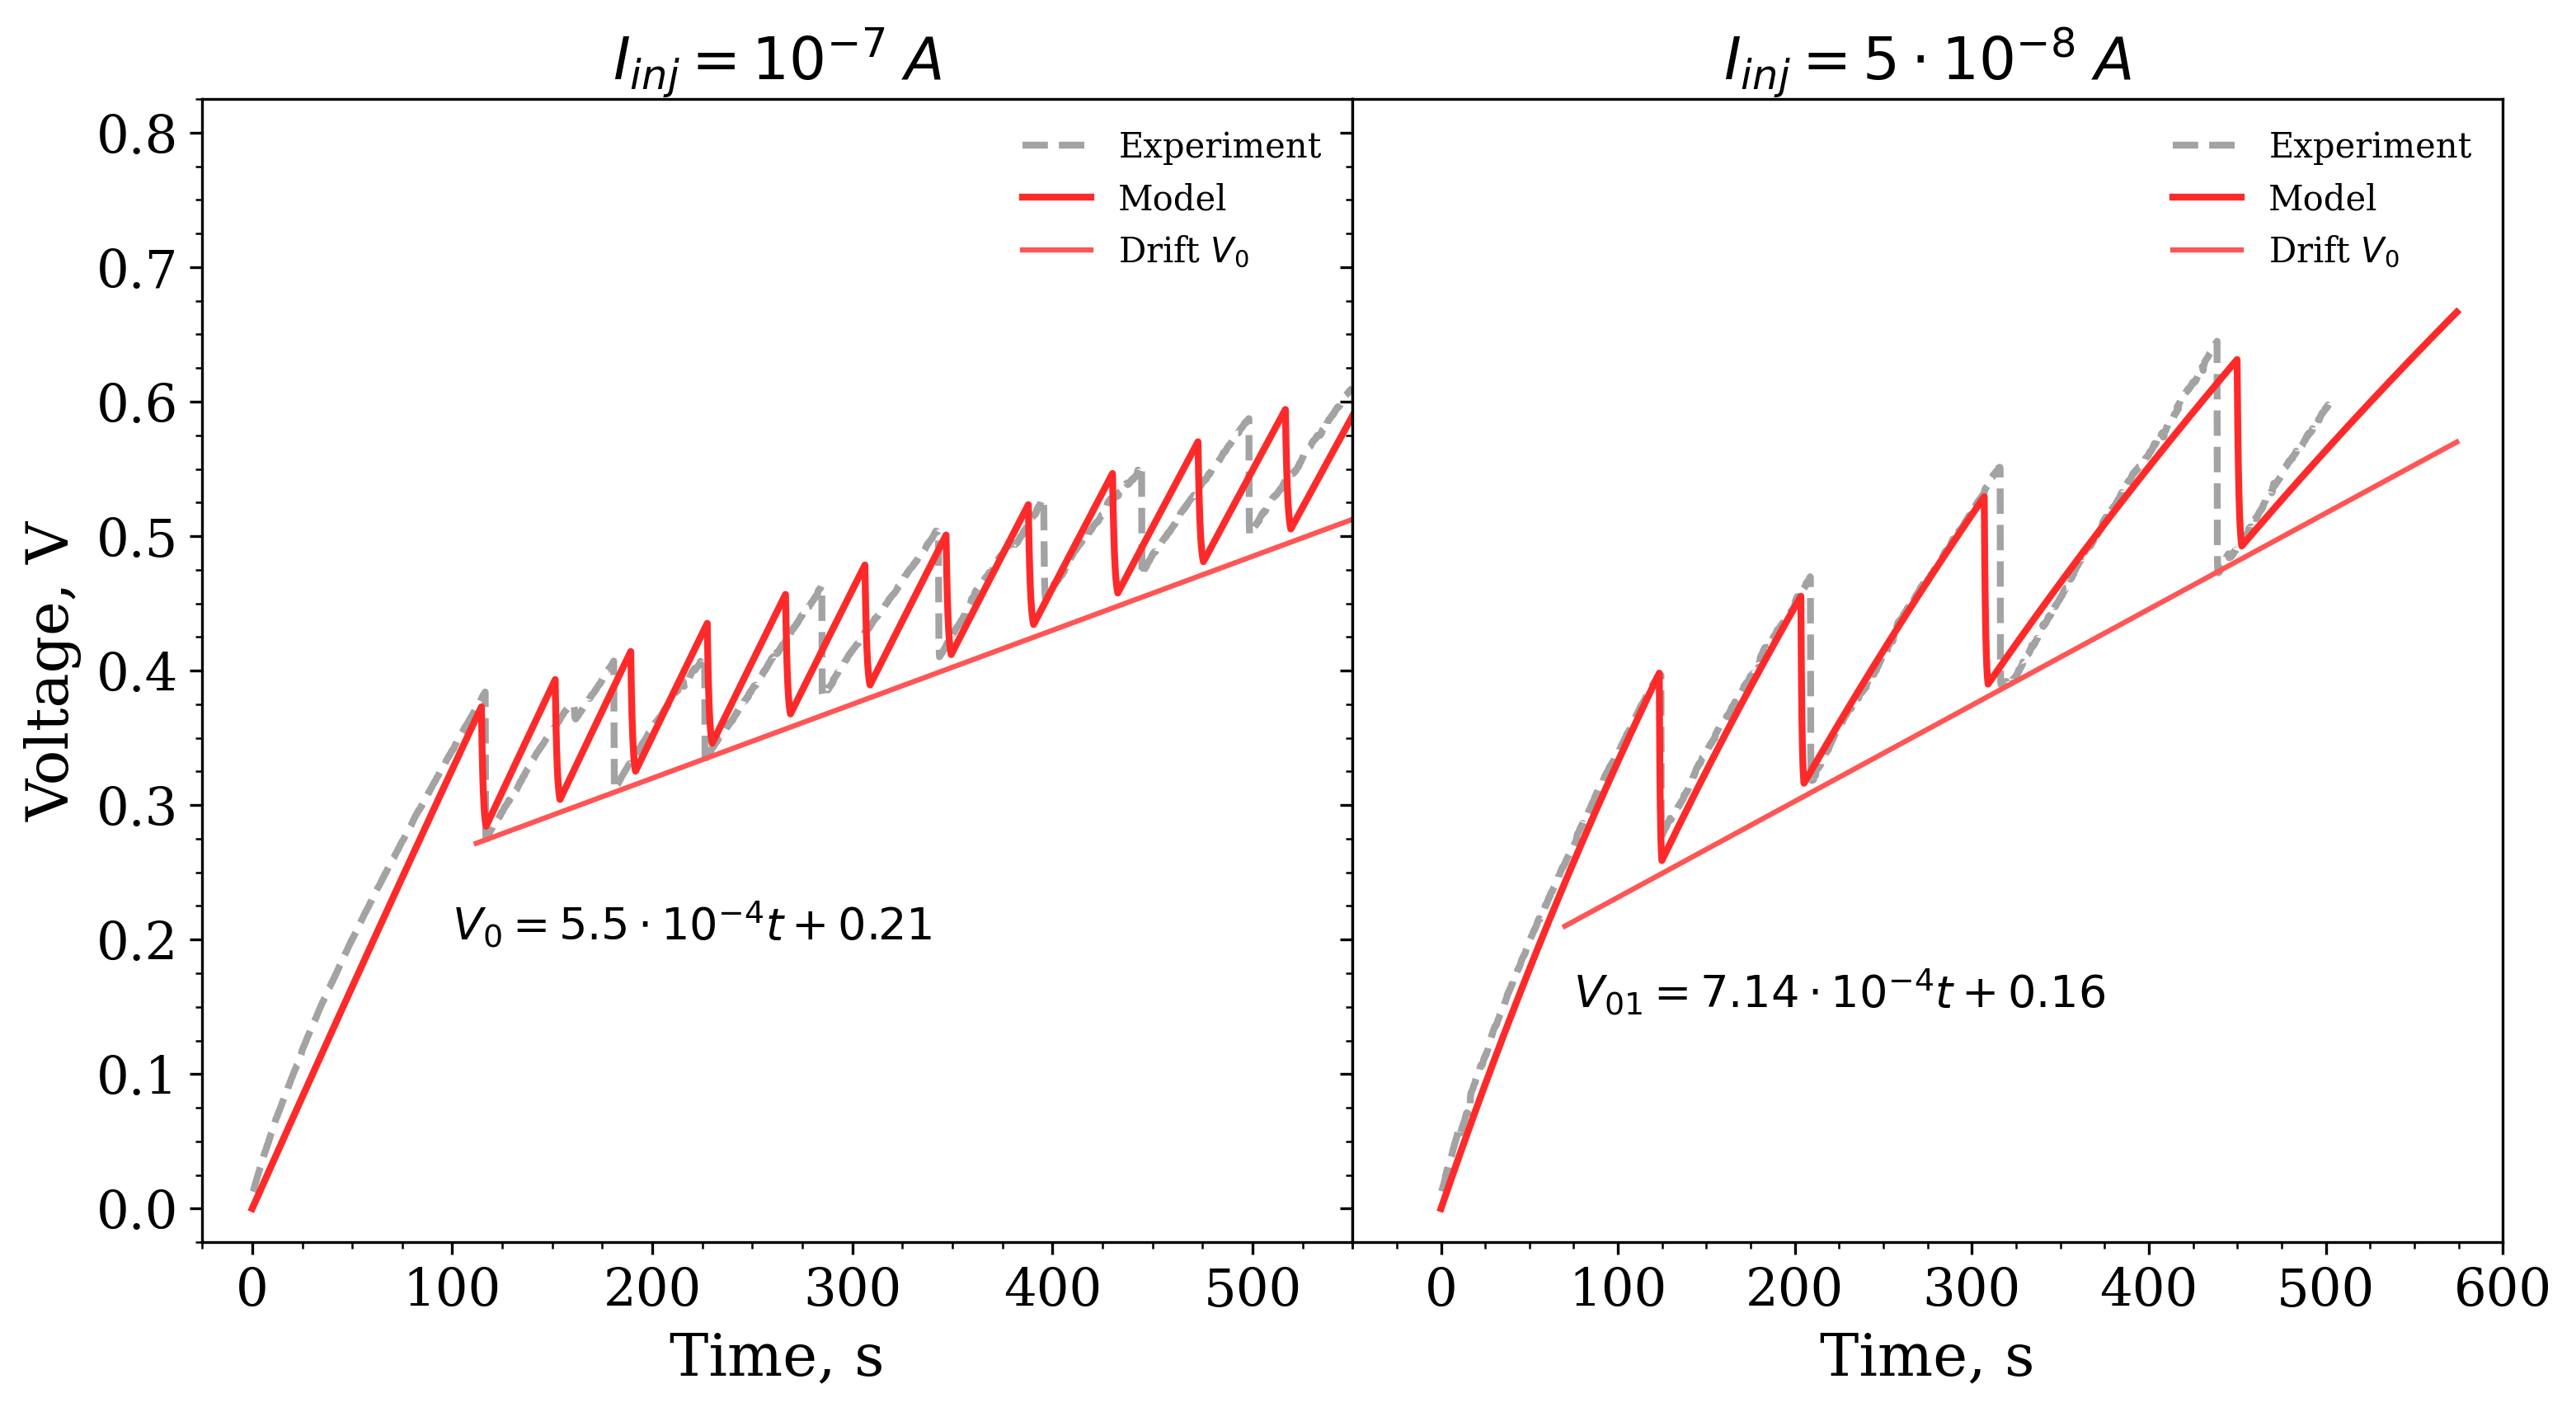 I_inj = 10^−7 A
I_inj = 5 · 10^−8 A
Voltage, V
0.8
0.7
0.6
0.5
0.4
0.3
0.2
0.1
0.0
Experiment
Model
Drift V_0
V_0 = 5.5 · 10^−4 t + 0.21
0 100 200 300 400 500
Time, s
Experiment
Model
Drift V_0
V_01 = 7.14 · 10^−4 t + 0.16
0 100 200 300 400 500 600
Time, s